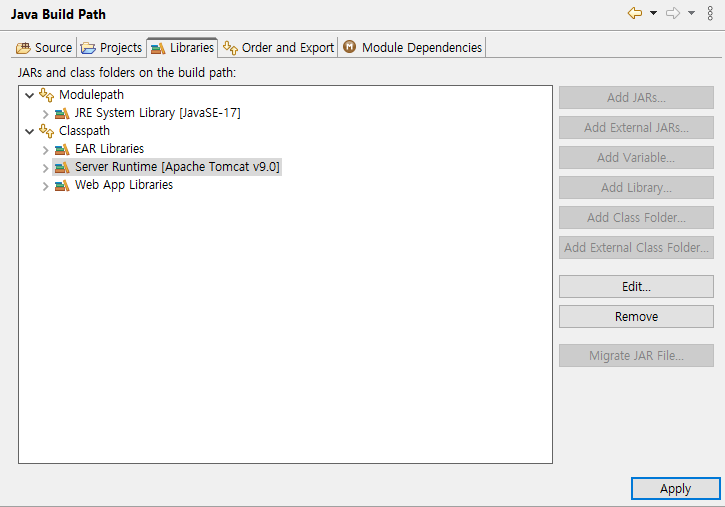 Java Build Path
Source Projects Libraries Order and Export Module Dependencies
JARs and class folders on the build path:
Modulepath
JRE System Library [JavaSE-17]
Classpath
EAR Libraries
Server Runtime [Apache Tomcat v9.0]
Web App Libraries
Add JARs...
Add External JARs...
Add Variable...
Add Library...
Add Class Folder...
Add External Class Folder...
Edit...
Remove
Migrate JAR File...
Apply